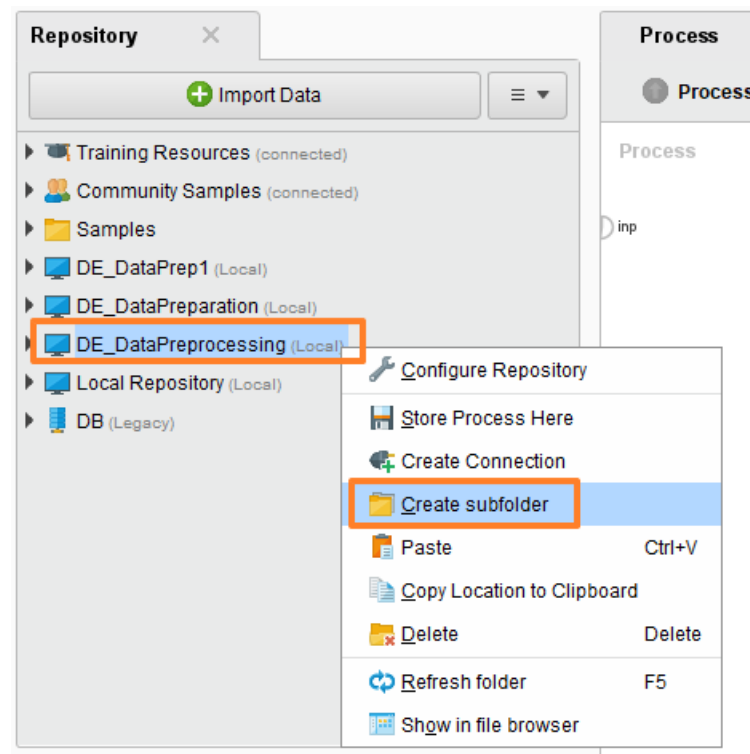 Repository
Process
Import Data
Process
Training Resources (connected)
Process
Community Samples (connected)
Samples
inp
DE_DataPrep1 (Local)
DE_DataPreparation (Local)
DE_DataPreprocessing (Local)
Local Repository (Local)
DB (Legacy)
Configure Repository
Store Process Here
Create Connection
Create subfolder
Paste Ctrl+V
Copy Location to Clipboard
Delete Delete
Refresh folder F5
Show in file browser